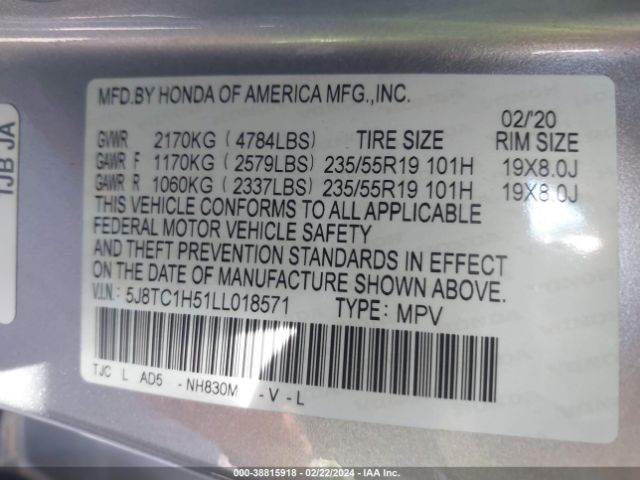 MFD.BY HONDA OF AMERICA MFG.,INC.
02/'20
GVWR 2170KG ( 4784LBS) TIRE SIZE RIM SIZE
GAWR F 1170KG ( 2579LBS) 235/55R19 101H 19X8.0J
GAWR R 1060KG ( 2337LBS) 235/55R19 101H 19X8.0J
THIS VEHICLE CONFORMS TO ALL APPLICABLE
FEDERAL MOTOR VEHICLE SAFETY
AND THEFT PREVENTION STANDARDS IN EFFECT
ON THE DATE OF MANUFACTURE SHOWN ABOVE.
V.I.N.: 5J8TC1H51LL018571 TYPE: MPV
TJC L AD5 -NH830M -V-L
1JB JA
000-38815918 - 02/22/2024 - IAA Inc.